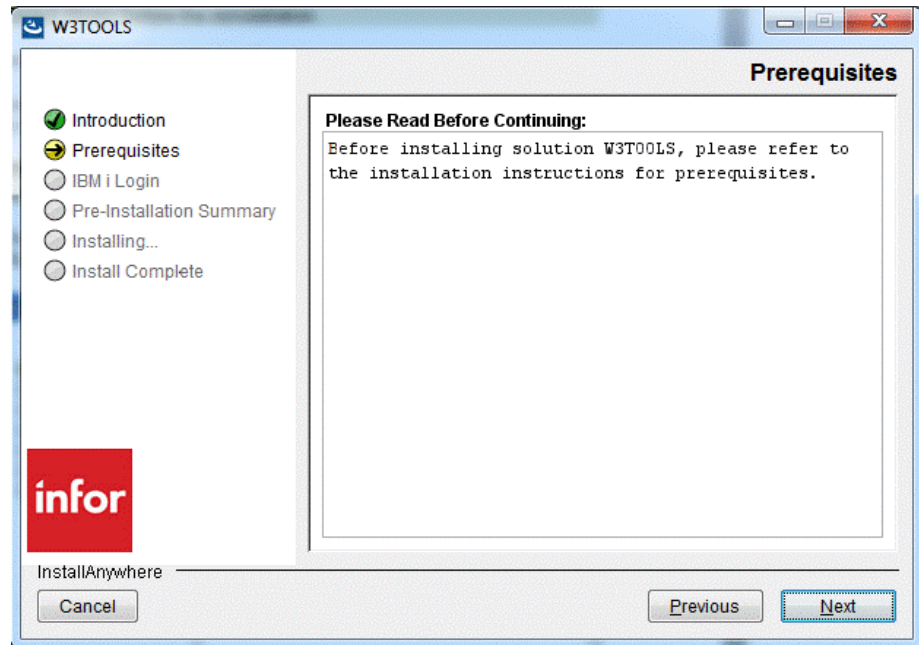 W3TOOLS
Prerequisites
Introduction
Prerequisites
IBM i Login
Pre-Installation Summary
Installing...
Install Complete
Please Read Before Continuing:
Before installing solution W3TOOLS, please refer to
the installation instructions for prerequisites.
infor
InstallAnywhere
Cancel
Previous
Next